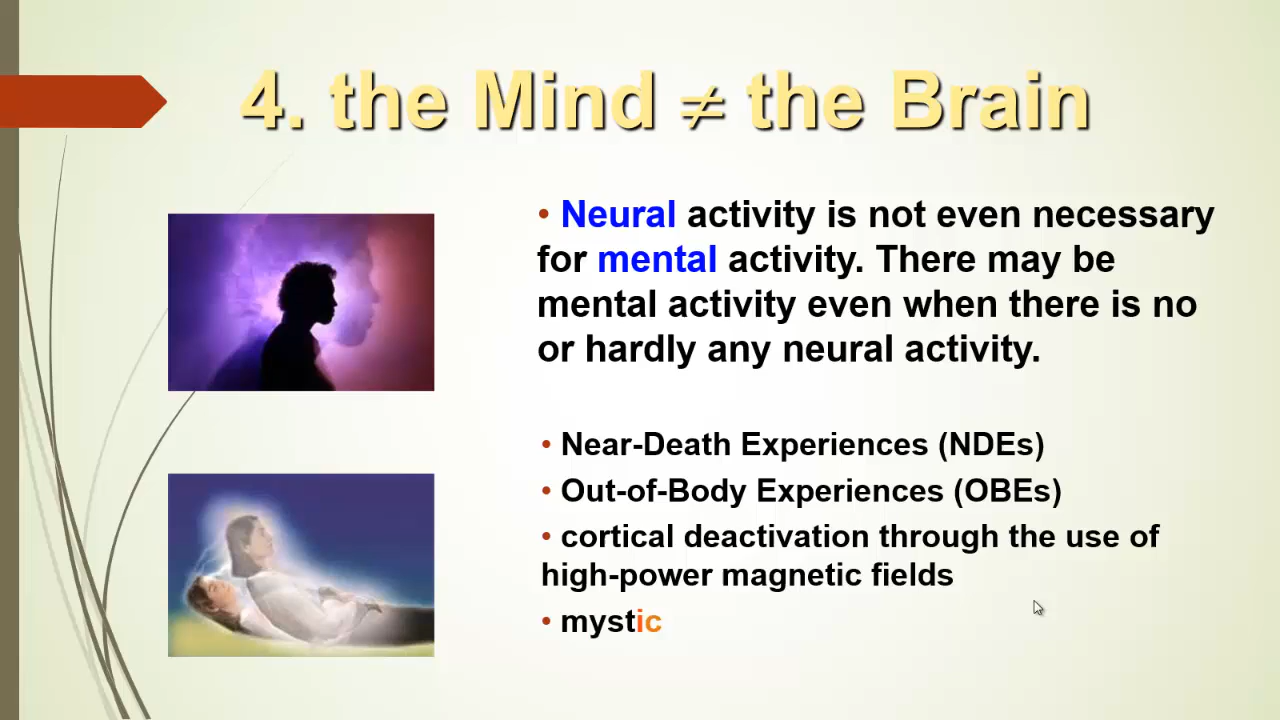 4. the Mind ≠ the Brain
• Neural activity is not even necessary
for mental activity. There may be
mental activity even when there is no
or hardly any neural activity.
• Near-Death Experiences (NDEs)
• Out-of-Body Experiences (OBEs)
• cortical deactivation through the use of
high-power magnetic fields
• mystic